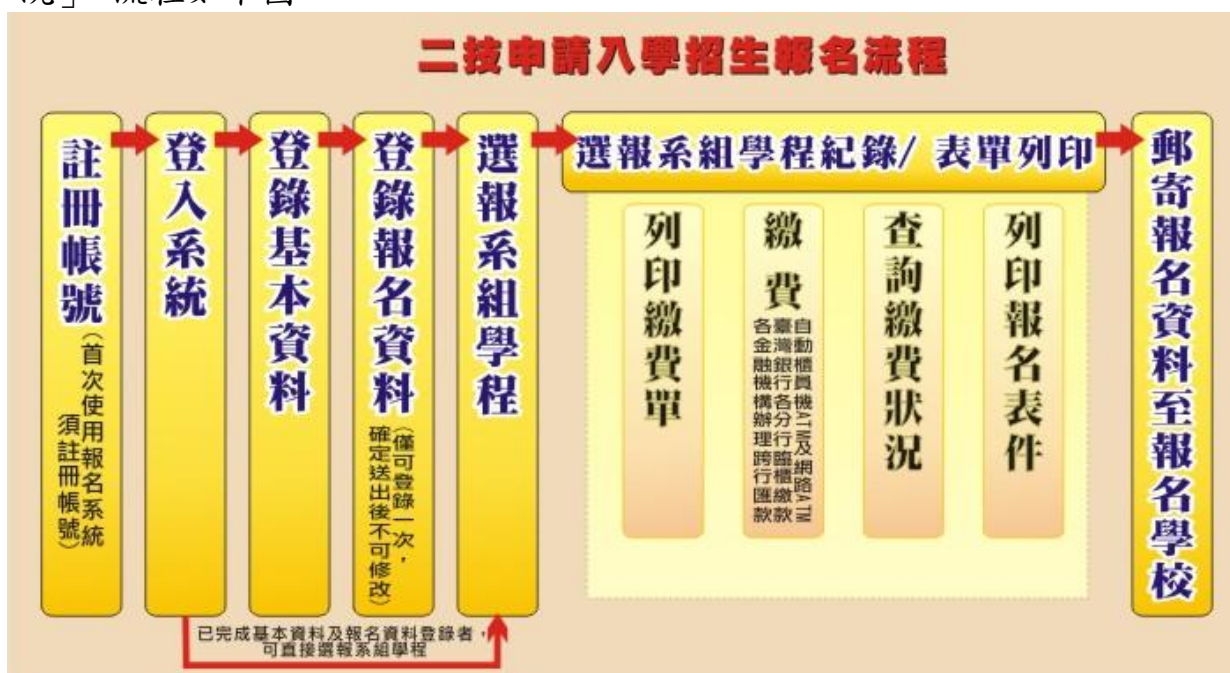 二技申請入學招生報名流程
註冊帳號
(首次使用報名系統
須註冊帳號)
登入系統
登錄基本資料
登錄報名資料
(僅可登錄一次,
確定送出後不可修改)
選報系組學程
選報系組學程紀錄/ 表單列印
列印繳費單
繳 費
自動櫃員機ATM及網路ATM
臺灣銀行各分行臨櫃繳款
各金融機構辦理跨行匯款
查詢繳費狀況
列印報名表件
郵寄報名資料至報名學校
已完成基本資料及報名資料登錄者,
可直接選報系組學程